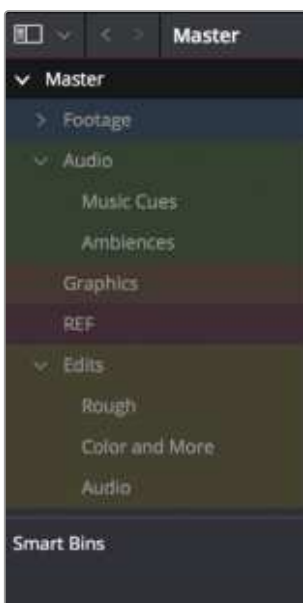 Master
Master
Footage
Audio
Music Cues
Ambiences
Graphics
REF
Edits
Rough
Color and More
Audio
Smart Bins